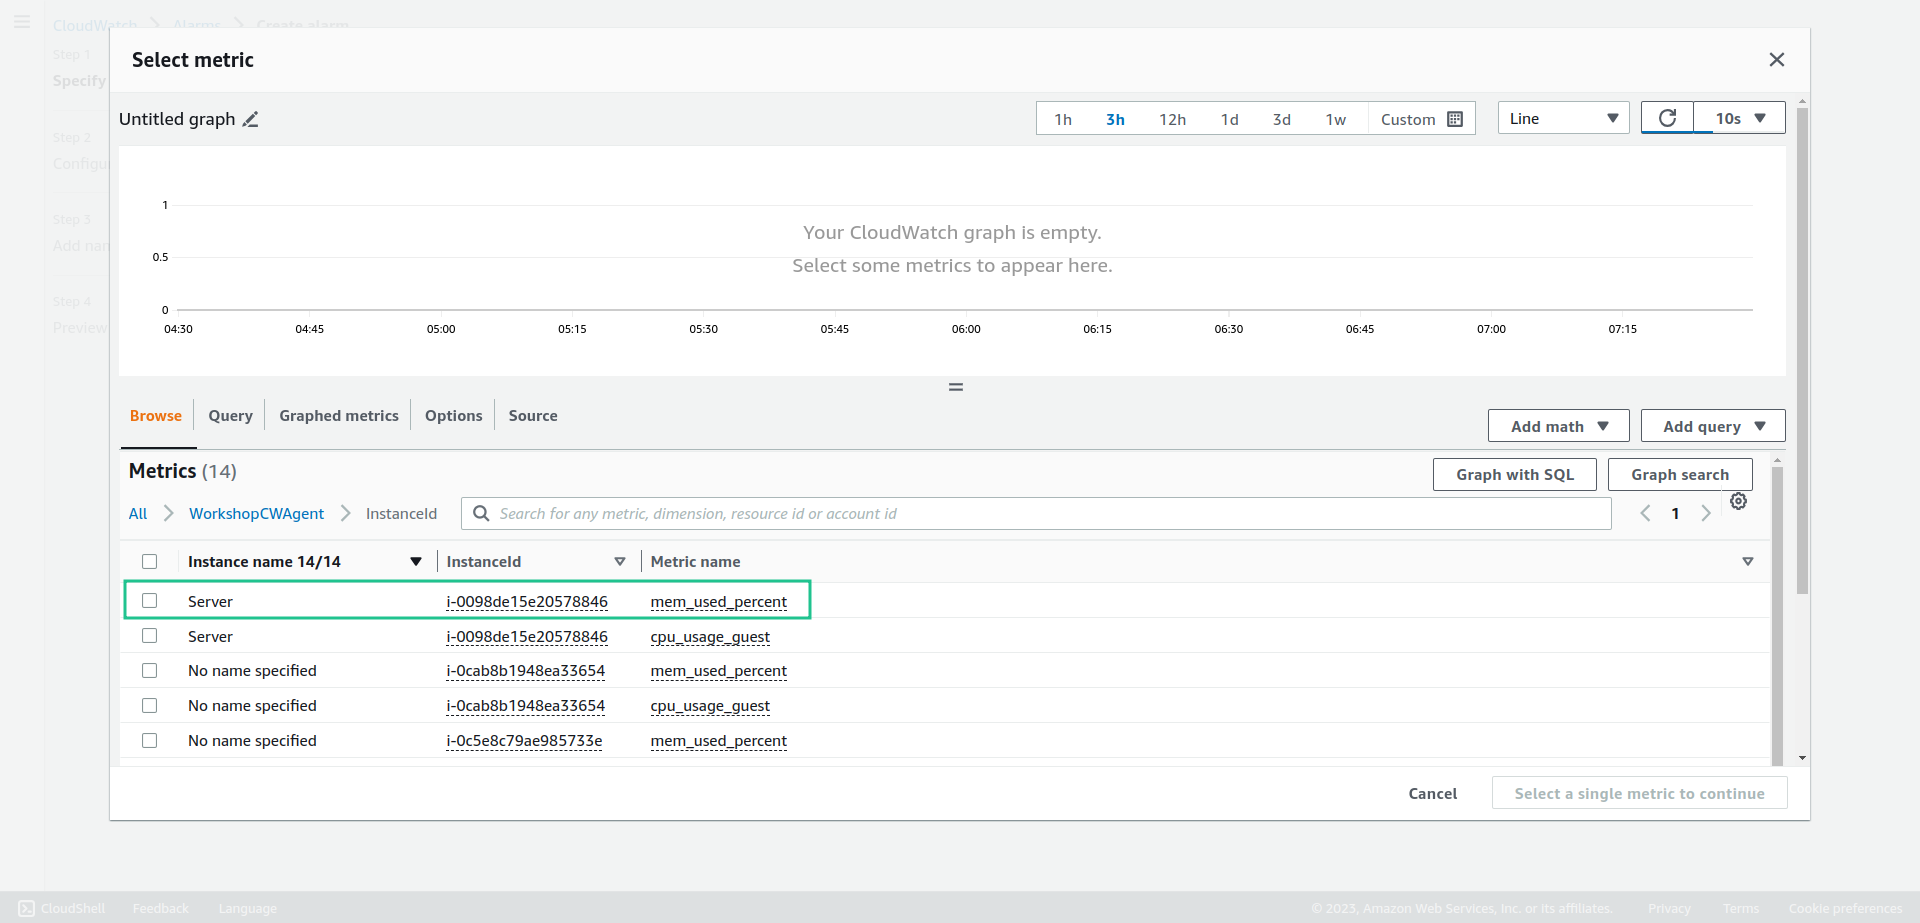 CloudWatch Alarms Create alarm
Step 1
Specify
Step 2
Configu
Step 3
Add nam
Step 4
Preview
Select metric
Untitled graph
1h 3h 12h 1d 3d 1w Custom
Line
10s
1
0.5
0
Your CloudWatch graph is empty.
Select some metrics to appear here.
04:30 04:45 05:00 05:15 05:30 05:45 06:00 06:15 06:30 06:45 07:00 07:15
Browse Query Graphed metrics Options Source
Add math Add query
Metrics (14)
Graph with SQL Graph search
All WorkshopCWAgent InstanceId
Search for any metric, dimension, resource id or account id
1
Instance name 14/14 InstanceId Metric name
Server i-0098de15e20578846 mem_used_percent
Server i-0098de15e20578846 cpu_usage_guest
No name specified i-0cab8b1948ea33654 mem_used_percent
No name specified i-0cab8b1948ea33654 cpu_usage_guest
No name specified i-0c5e8c79ae985733e mem_used_percent
Cancel Select a single metric to continue
CloudShell Feedback Language © 2023, Amazon Web Services, Inc. or its affiliates. Privacy Terms Cookie preferences